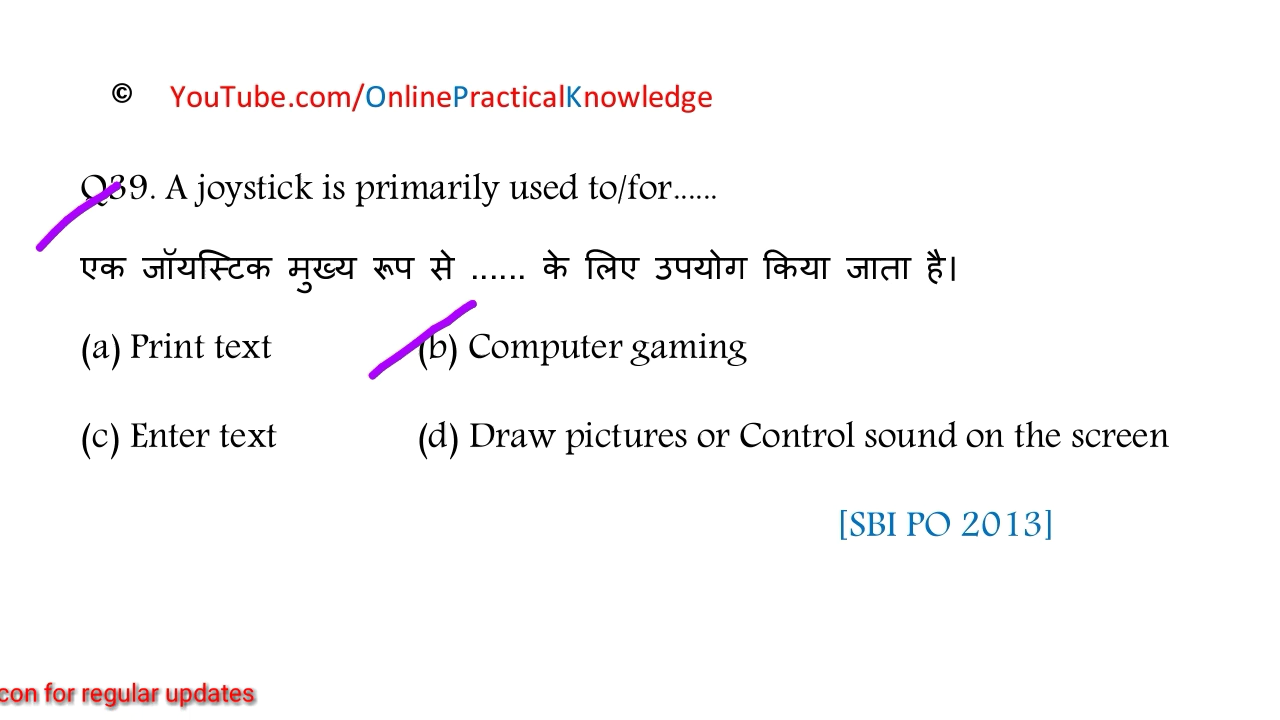 © YouTube.com/OnlinePracticalKnowledge
Q39. A joystick is primarily used to/for......
एक जॉयस्टिक मुख्य रूप से ...... के लिए उपयोग किया जाता है।
(a) Print text (b) Computer gaming
(c) Enter text (d) Draw pictures or Control sound on the screen
[SBI PO 2013]
con for regular updates